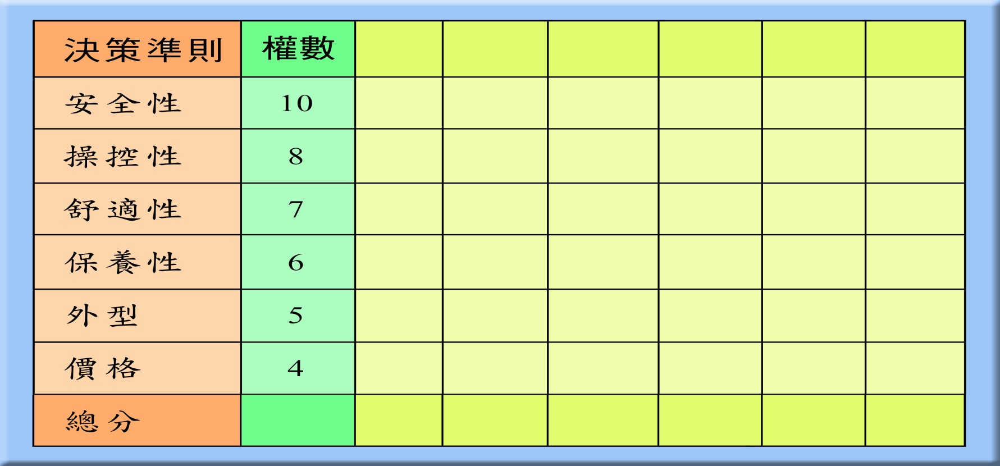 決策準則 權數
安全性 10
操控性 8
舒適性 7
保養性 6
外型 5
價格 4
總分